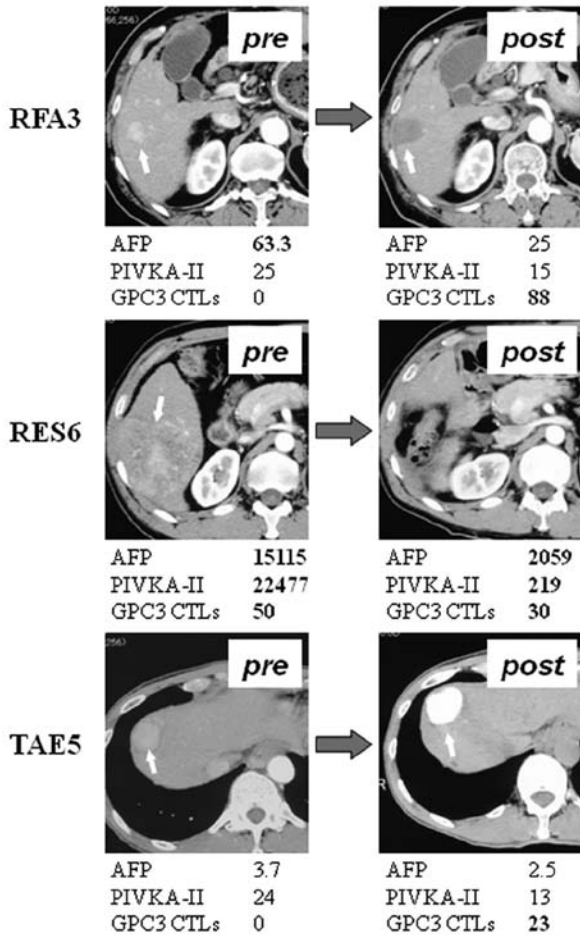 pre post
RFA3
AFP 63.3 AFP 25
PIVKA-II 25 PIVKA-II 15
GPC3 CTLs 0 GPC3 CTLs 88
pre post
RES6
AFP 15115 AFP 2059
PIVKA-II 22477 PIVKA-II 219
GPC3 CTLs 50 GPC3 CTLs 30
pre post
TAE5
R
AFP 3.7 AFP 2.5
PIVKA-II 24 PIVKA-II 13
GPC3 CTLs 0 GPC3 CTLs 23